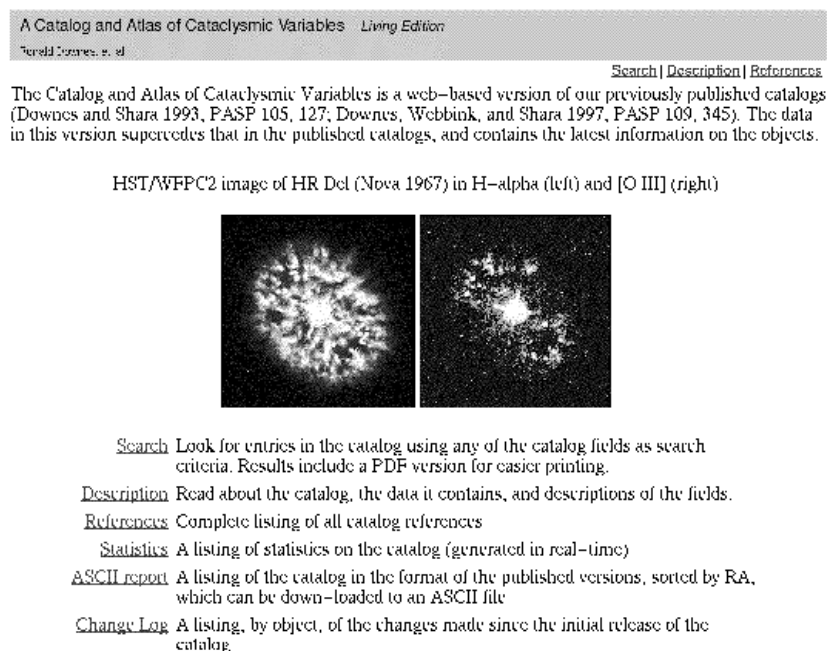 A Catalog and Atlas of Cataclysmic Variables Living Edition
Ronald Downes, et al
Search | Description | References
The Catalog and Atlas of Cataclysmic Variables is a web-based version of our previously published catalogs
(Downes and Shara 1993, PASP 105, 127; Downes, Webbink, and Shara 1997, PASP 109, 345). The data
in this version supercedes that in the published catalogs, and contains the latest information on the objects.
HST/WFPC2 image of HR Del (Nova 1967) in H-alpha (left) and [O III] (right)
Search Look for entries in the catalog using any of the catalog fields as search
criteria. Results include a PDF version for easier printing.
Description Read about the catalog, the data it contains, and descriptions of the fields.
References Complete listing of all catalog references
Statistics A listing of statistics on the catalog (generated in real-time)
ASCII report A listing of the catalog in the format of the published versions, sorted by RA,
which can be down-loaded to an ASCII file
Change Log A listing, by object, of the changes made since the initial release of the
catalog